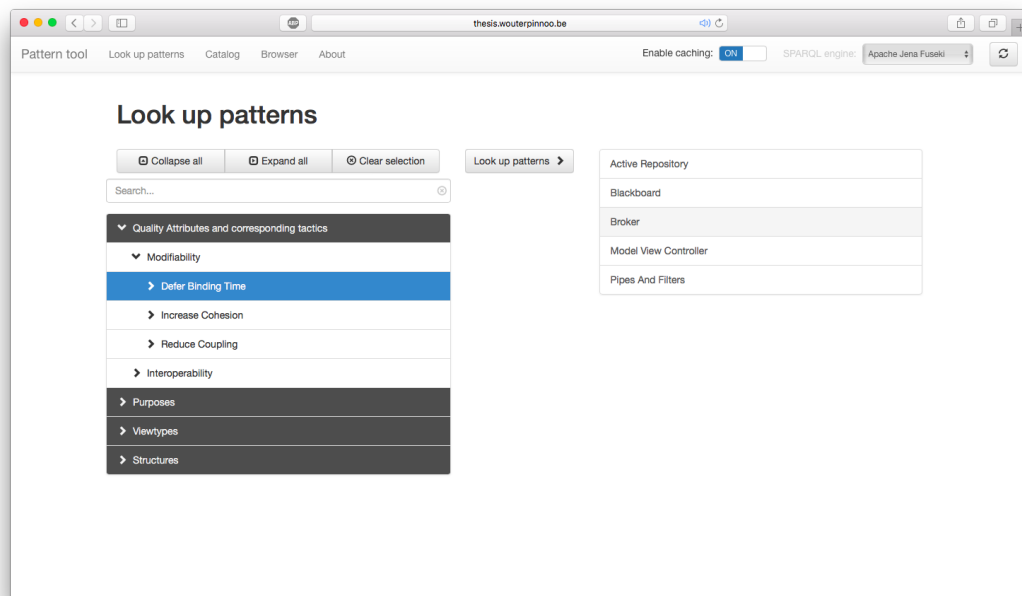 thesis.wouterpinnoo.be
ABP
Pattern tool Look up patterns Catalog Browser About Enable caching: ON SPARQL engine: Apache Jena Fuseki
Look up patterns
Collapse all Expand all Clear selection Look up patterns
Search...
Quality Attributes and corresponding tactics
Modifiability
Defer Binding Time
Increase Cohesion
Reduce Coupling
Interoperability
Purposes
Viewtypes
Structures
Active Repository
Blackboard
Broker
Model View Controller
Pipes And Filters